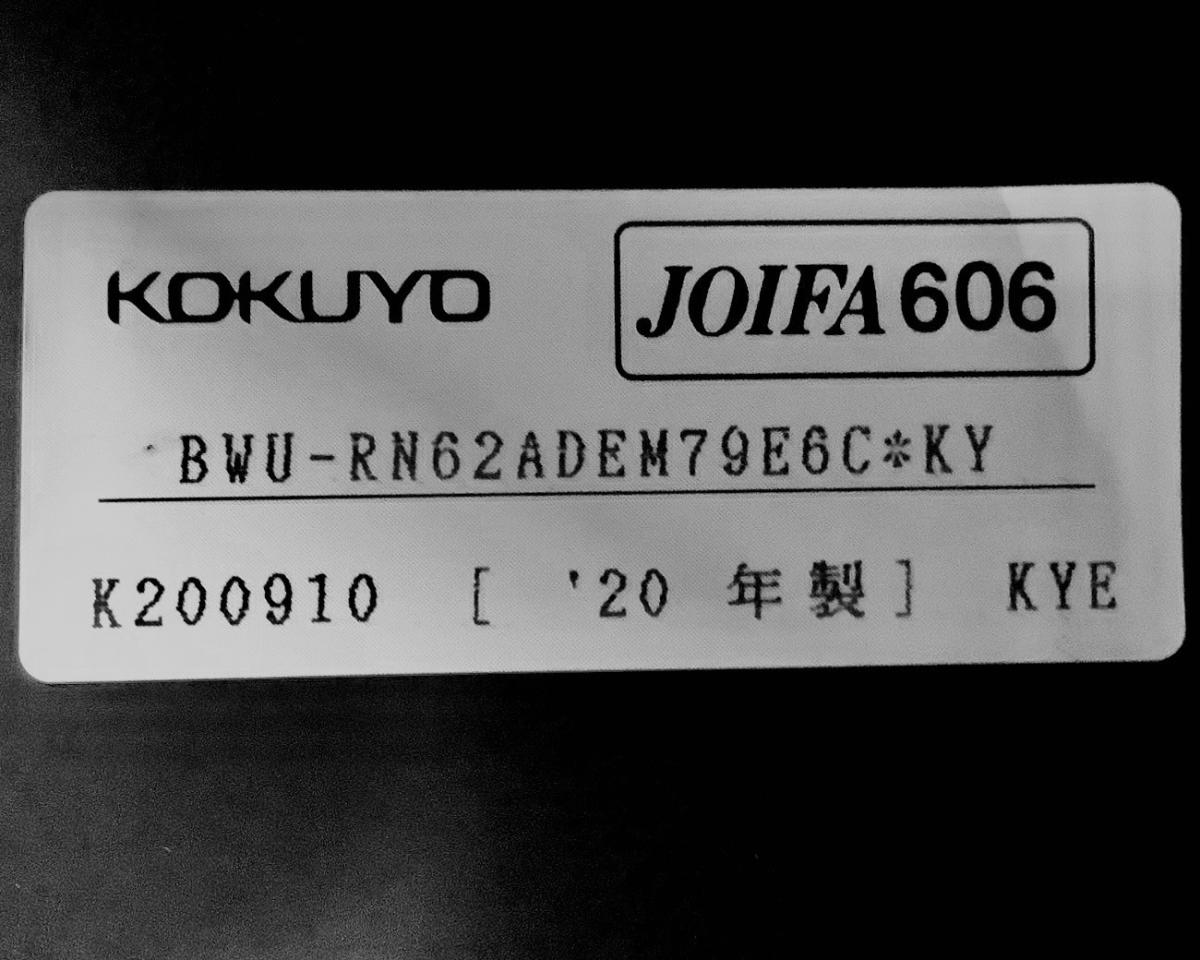 KOKUYO
JOIFA 606
BWU-RN62ADEM79E6C*KY
K200910 [ '20 年製] KYE